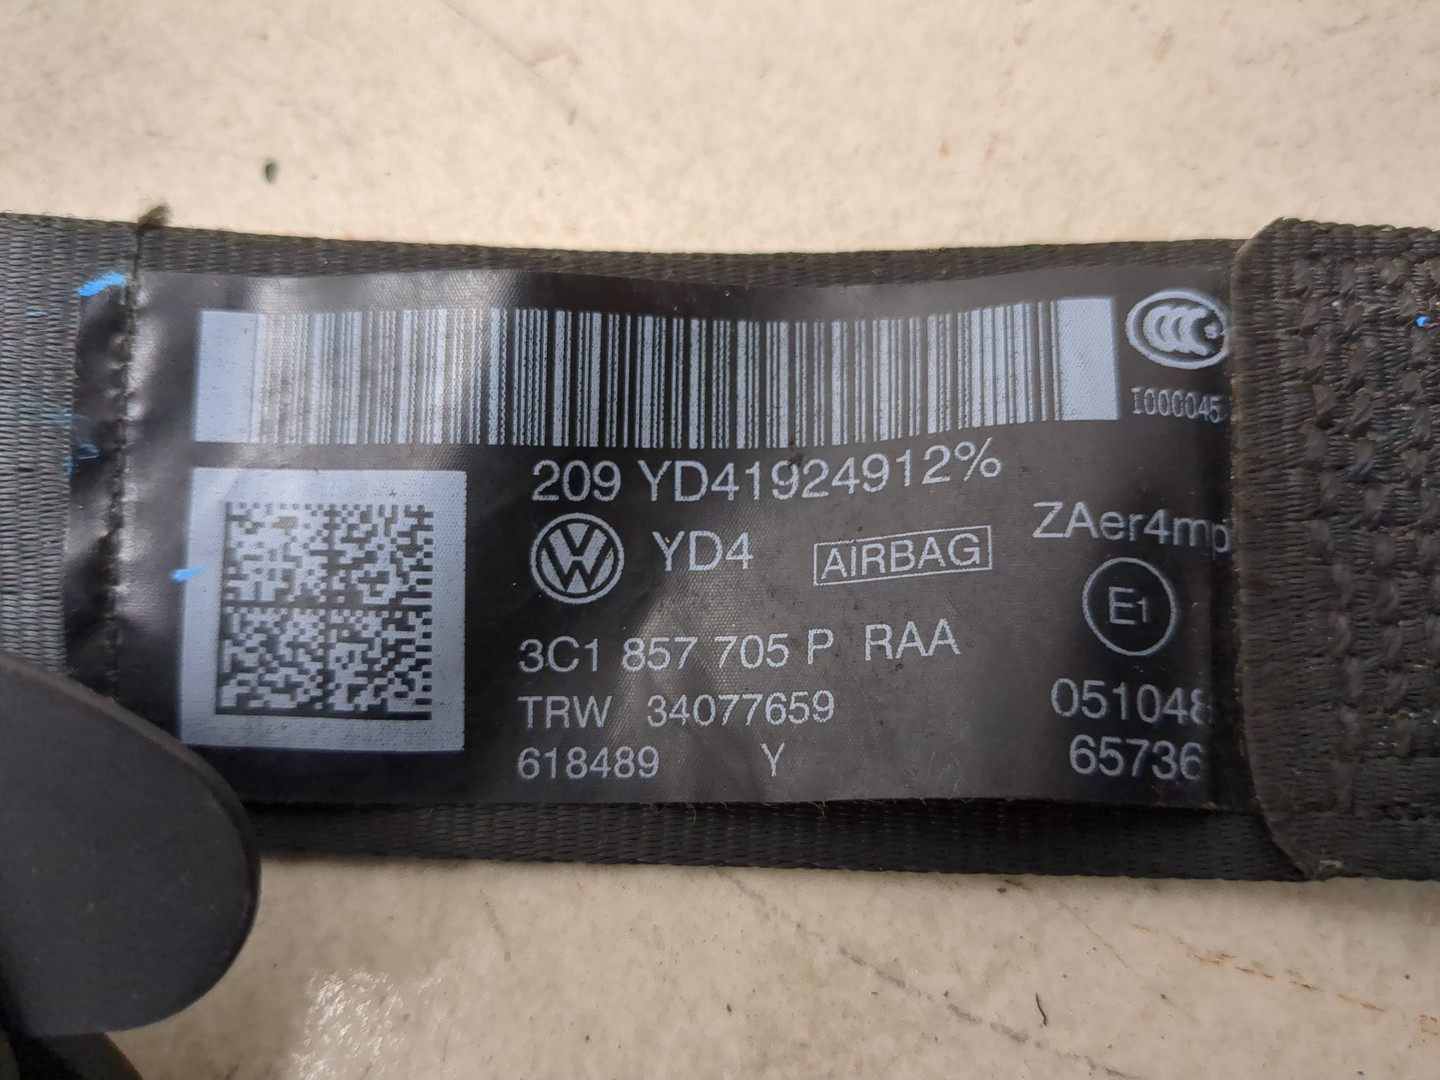 I000045
209 YD41924912%
YD4 AIRBAG ZAer4mp
E1
3C1 857 705 P RAA
TRW 34077659 051048
618489 Y 65736